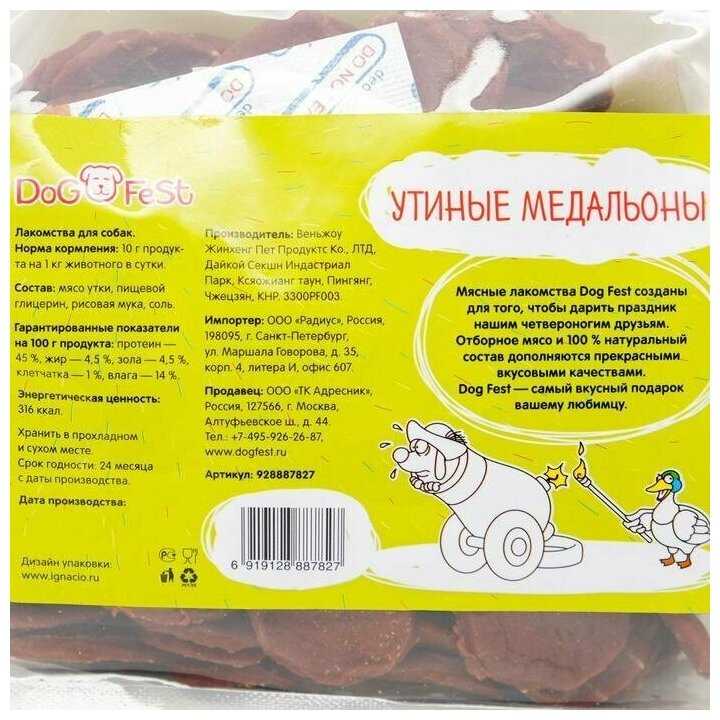 DO NO
dес
DoG FeSt
УТИНЫЕ МЕДАЛЬОНЫ
Лакомства для собак.
Норма кормления: 10 г продук-
та на 1 кг животного в сутки.
Состав: мясо утки, пищевой
глицерин, рисовая мука, соль.
Гарантированные показатели
на 100 г продукта: протеин —
45 %, жир — 4,5 %, зола — 4,5 %,
клетчатка — 1 %, влага — 14 %.
Энергетическая ценность:
316 ккал.
Хранить в прохладном
и сухом месте.
Срок годности: 24 месяца
с даты производства.
Дата производства:
Дизайн упаковки:
www.ignacio.ru
Производитель: Веньжоу
Жинхенг Пет Продуктс Ко., ЛТД,
Дайкой Секшн Индастриал
Парк, Ксяожианг таун, Пингянг,
Чжецзян, КНР. 3300PF003.
Импортер: ООО «Радиус», Россия,
198095, г. Санкт-Петербург,
ул. Маршала Говорова, д. 35,
корп. 4, литера И, офис 607.
Продавец: ООО «ТК Адресник»,
Россия, 127566, г. Москва,
Алтуфьевское ш., д. 44.
Тел.: +7-495-926-26-87,
www.dogfest.ru
Артикул: 928887827
6 919128 887827
Мясные лакомства Dog Fest созданы
для того, чтобы дарить праздник
нашим четвероногим друзьям.
Отборное мясо и 100 % натуральный
состав дополняются прекрасными
вкусовыми качествами.
Dog Fest — самый вкусный подарок
вашему любимцу.